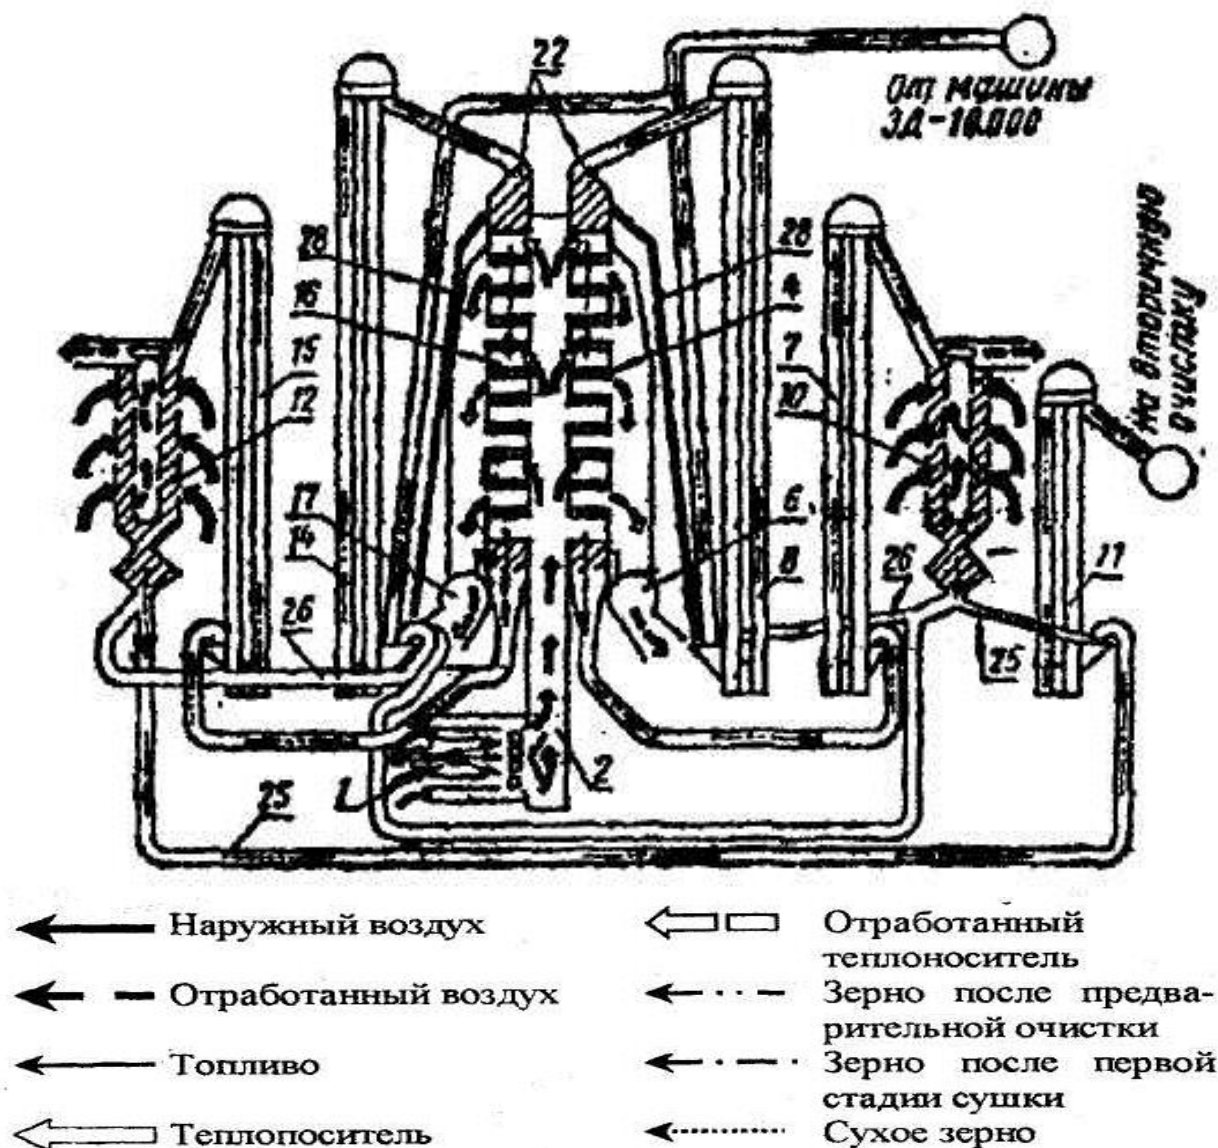 22
От машины
ЗД-10.000
На вторичную
очистку
28
28
16
4
15
7
12
10
17
6
14
8
26
11
26
25
1
2
25
Наружный воздух
Отработанный воздух
Топливо
Теплопоситель
Отработанный
теплоноситель
Зерно после предва-
рительной очистки
Зерно после первой
стадии сушки
Сухое зерно